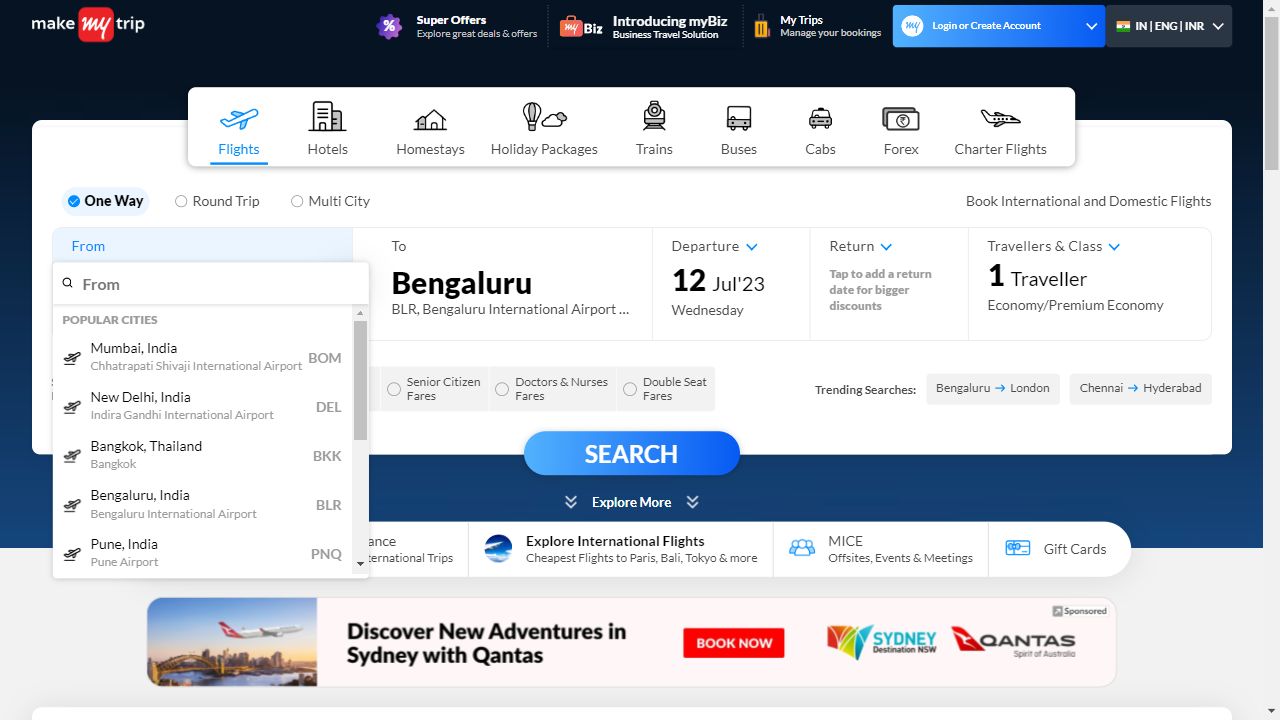 make my trip
Super Offers
Explore great deals & offers
my Biz
Introducing myBiz
Business Travel Solution
My Trips
Manage your bookings
my
Login or Create Account
IN | ENG | INR
Flights
Hotels
Homestays
Holiday Packages
Trains
Buses
Cabs
Forex
Charter Flights
One Way
Round Trip
Multi City
Book International and Domestic Flights
From
To
Bengaluru
BLR, Bengaluru International Airport ...
Departure
12 Jul'23
Wednesday
Return
Tap to add a return
date for bigger
discounts
Travellers & Class
1 Traveller
Economy/Premium Economy
From
POPULAR CITIES
Mumbai, India
Chhatrapati Shivaji International Airport
BOM
New Delhi, India
Indira Gandhi International Airport
DEL
Bangkok, Thailand
Bangkok
BKK
Bengaluru, India
Bengaluru International Airport
BLR
Pune, India
Pune Airport
PNQ
Senior Citizen
Fares
Doctors & Nurses
Fares
Double Seat
Fares
Trending Searches:
Bengaluru → London
Chennai → Hyderabad
SEARCH
Explore More
Explore International Flights
Cheapest Flights to Paris, Bali, Tokyo & more
MICE
Offsites, Events & Meetings
Gift Cards
Discover New Adventures in
Sydney with Qantas
BOOK NOW
Sponsored
SYDNEY
Destination NSW
QANTAS
Spirit of Australia